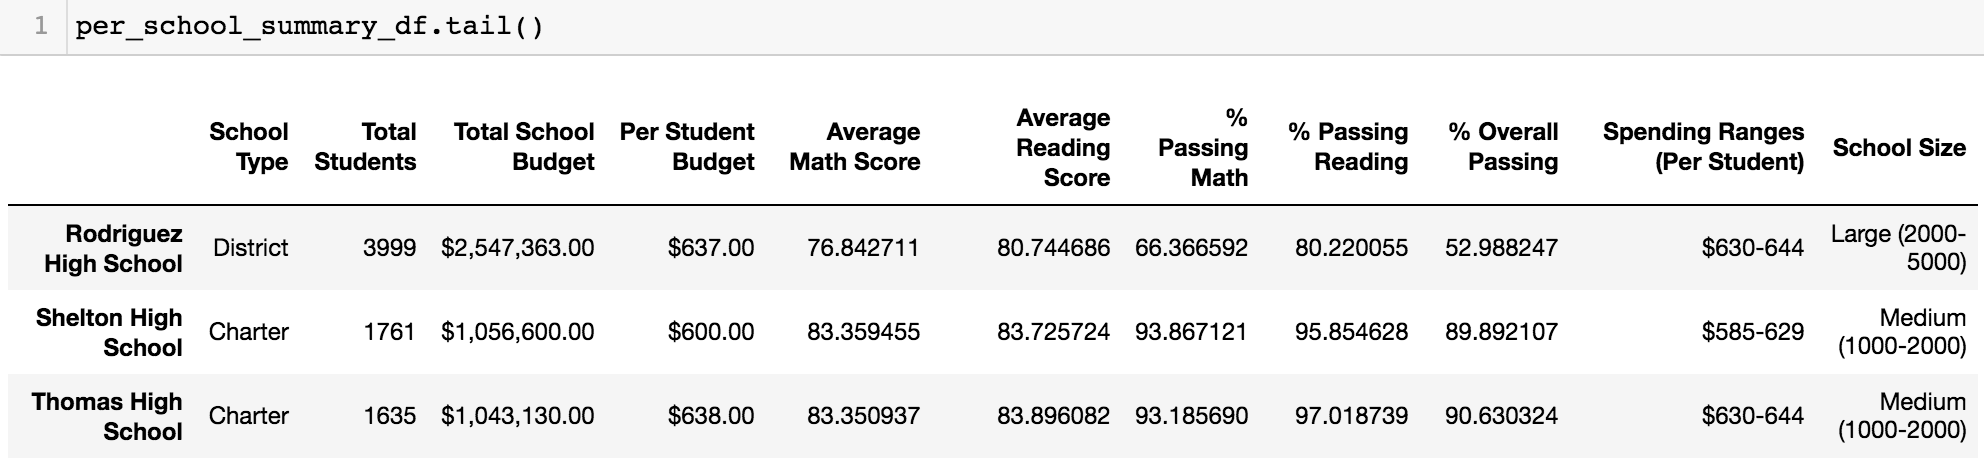 1 per_school_summary_df.tail()
School Type Total Students Total School Budget Per Student Budget Average Math Score Average Reading Score % Passing Math % Passing Reading % Overall Passing Spending Ranges (Per Student) School Size
Rodriguez High School District 3999 $2,547,363.00 $637.00 76.842711 80.744686 66.366592 80.220055 52.988247 $630-644 Large (2000-5000)
Shelton High School Charter 1761 $1,056,600.00 $600.00 83.359455 83.725724 93.867121 95.854628 89.892107 $585-629 Medium (1000-2000)
Thomas High School Charter 1635 $1,043,130.00 $638.00 83.350937 83.896082 93.185690 97.018739 90.630324 $630-644 Medium (1000-2000)